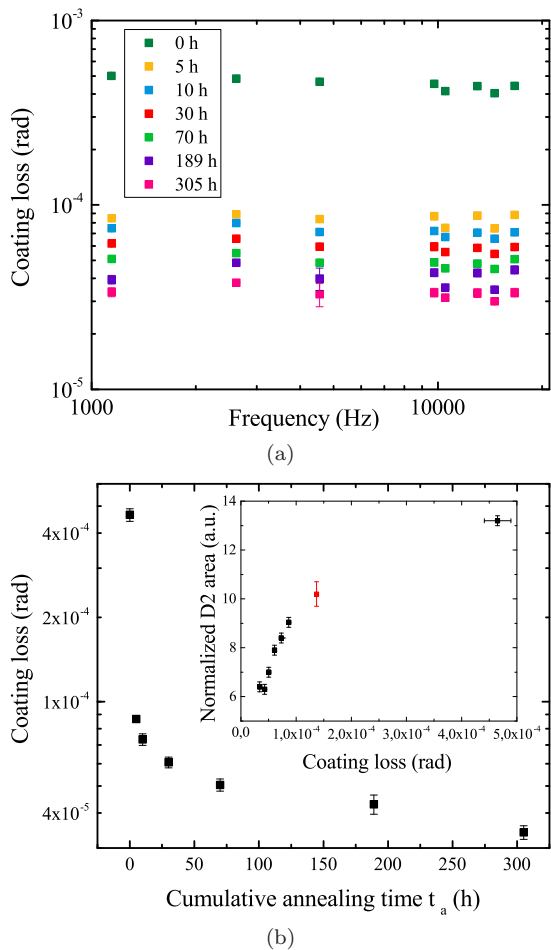 10⁻³
0 h
5 h
10 h
30 h
70 h
189 h
305 h
10⁻⁴
10⁻⁵
Coating loss (rad)
1000
10000
Frequency (Hz)
(a)
4x10⁻⁴
2x10⁻⁴
1x10⁻⁴
4x10⁻⁵
Coating loss (rad)
14
12
10
8
6
Normalized D2 area (a.u.)
0,0
1,0x10⁻⁴
2,0x10⁻⁴
3,0x10⁻⁴
4,0x10⁻⁴
5,0x10⁻⁴
Coating loss (rad)
0
50
100
150
200
250
300
Cumulative annealing time t a (h)
(b)